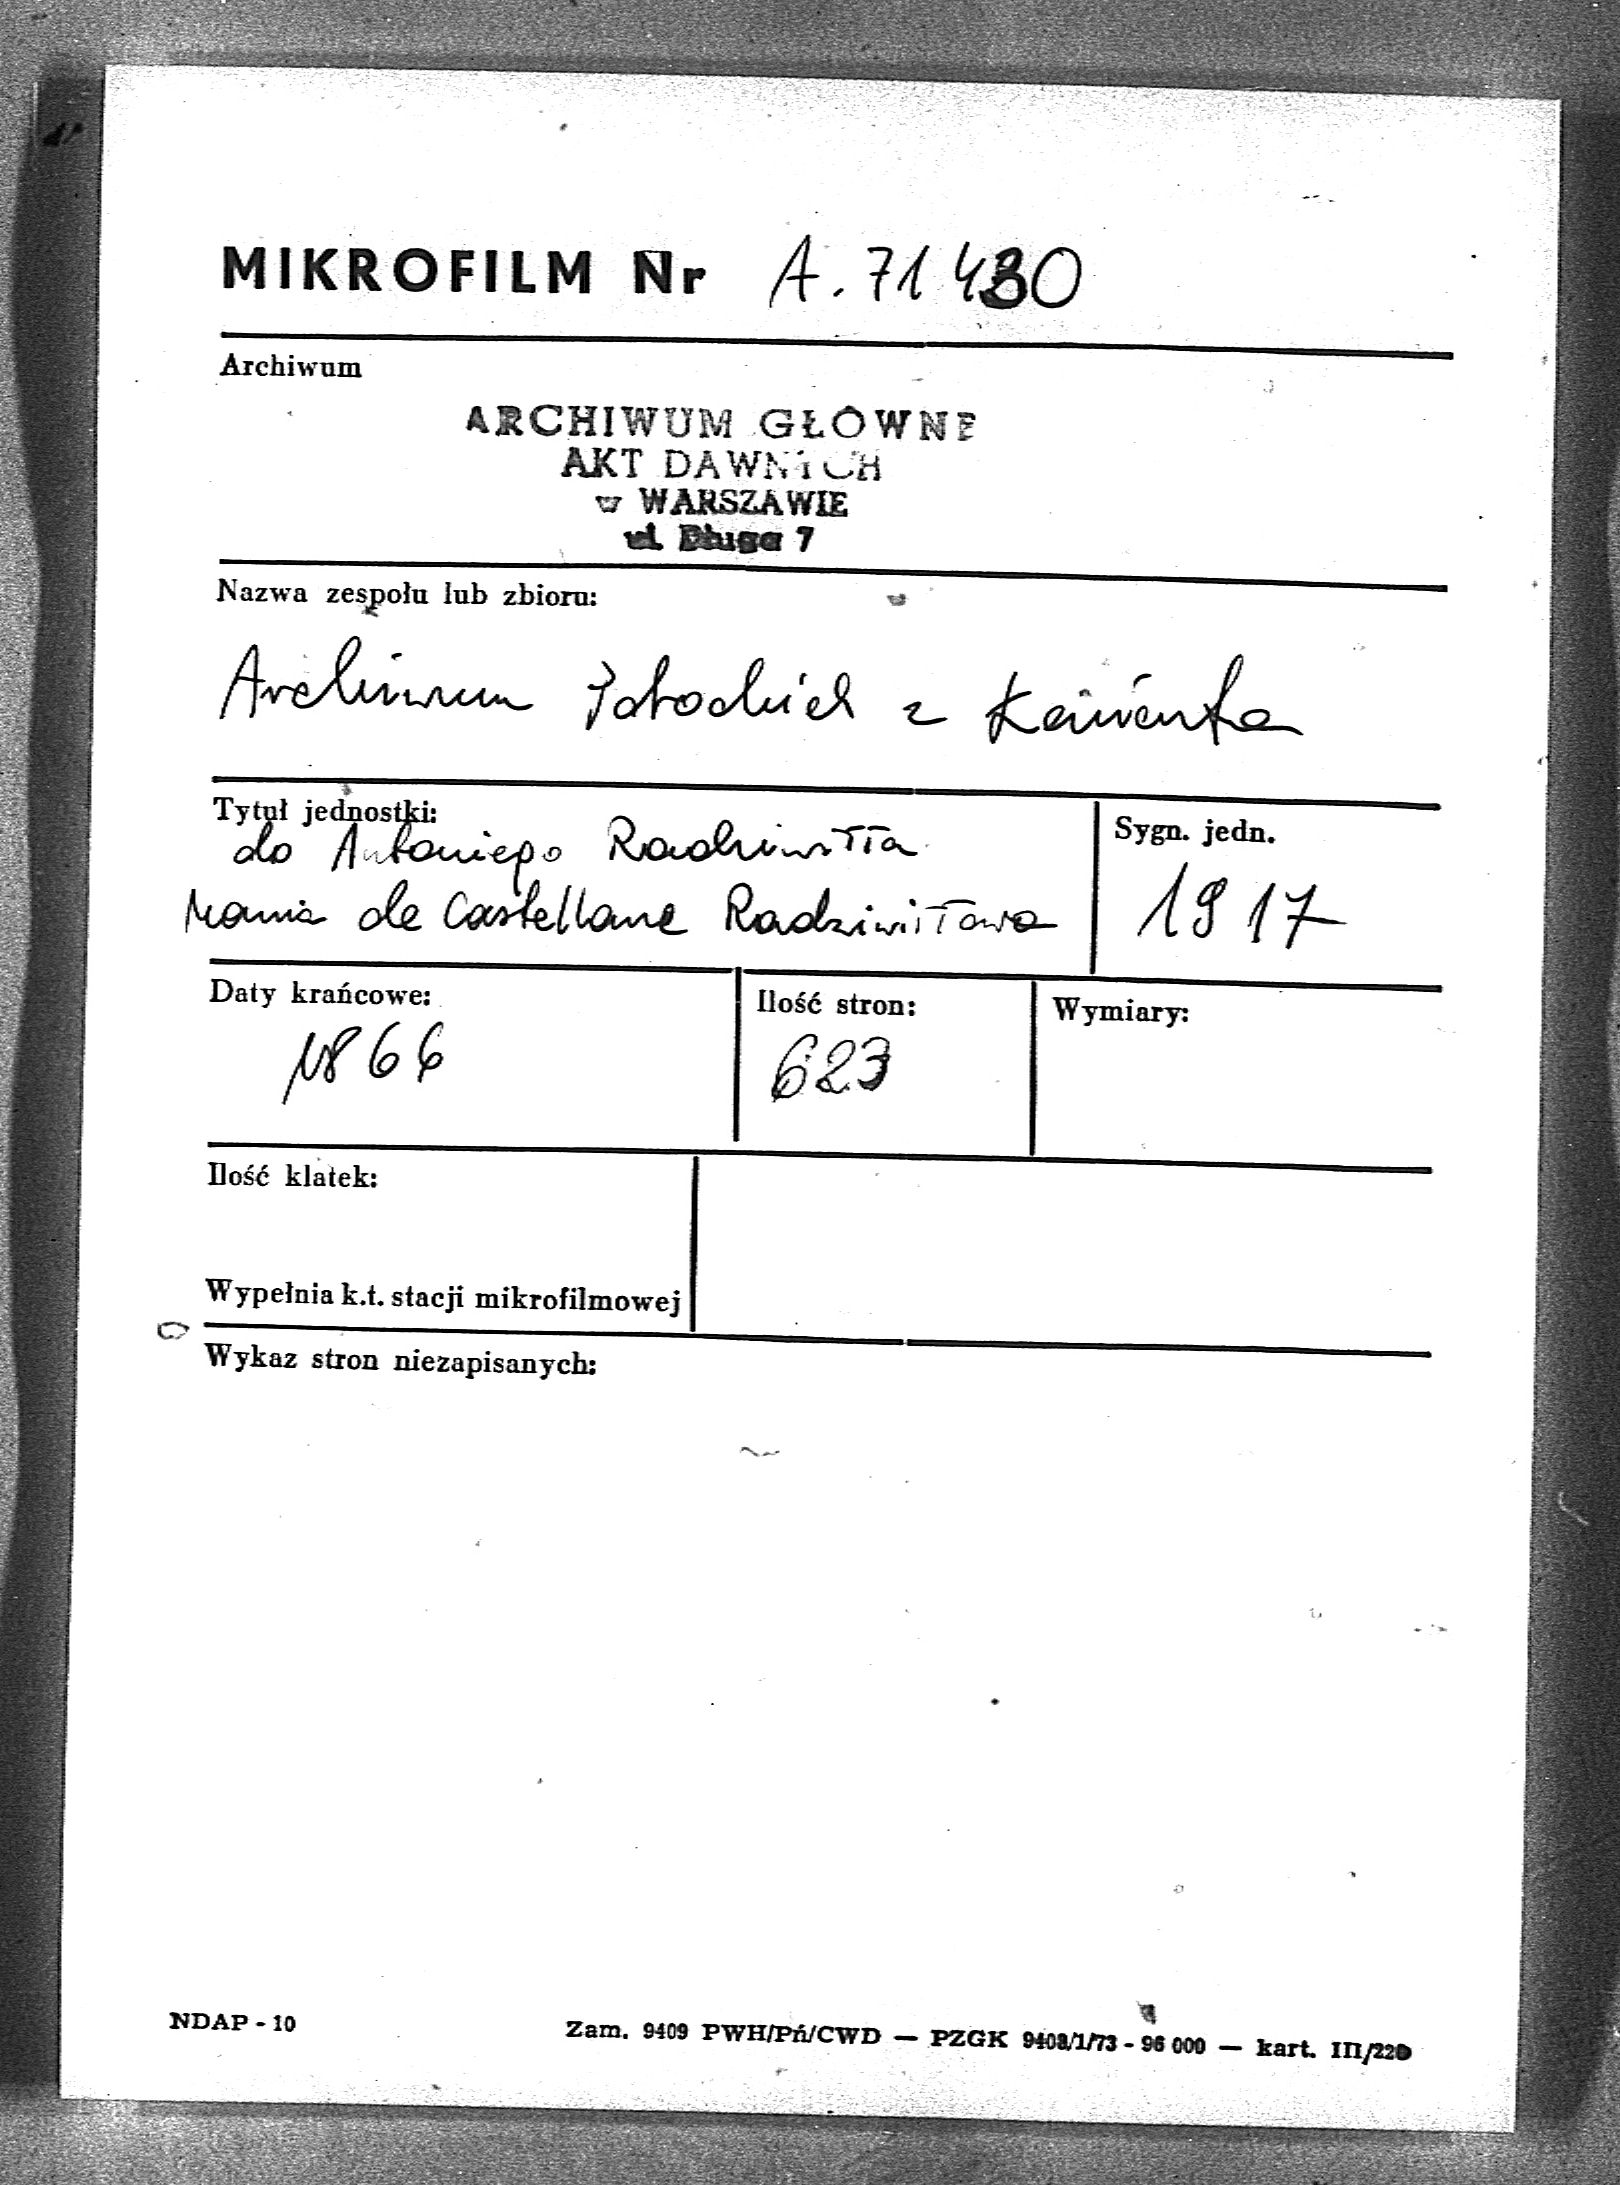 MIKROFILM Nr A. 71430
Archiwum
ARCHIWUM GŁÓWNE
AKT DAWNYCH
w WARSZAWIE
ul. Długa 7
Nazwa zespołu lub zbioru:
Archiwum Potockich z
Tytuł jednostki:
do Antoniego Radziwiłła
Maria de Castellane Radziwiłłowa
Sygn. jedn.
1917
Daty krańcowe:
1866
Ilość stron:
623
Wymiary:
Ilość klatek:
Wypełnia k.t. stacji mikrofilmowej
Wykaz stron niezapisanych:
NDAP - 10
Zam. 9409 PWH/Pń/CWD — PZGK 9408/1/73 - 96 000 — kart. III/220